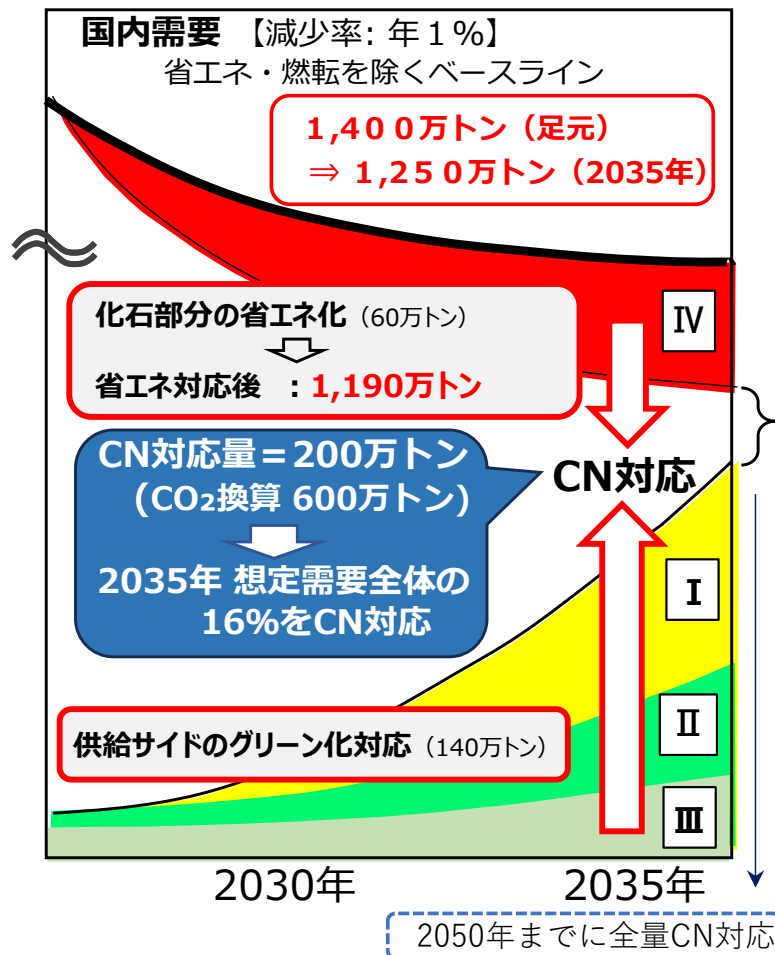 国内需要 【減少率: 年１%】
省エネ・燃転を除くベースライン
1,４００万トン（足元）
⇒ 1,2５０万トン（2035年）
Ⅳ
化石部分の省エネ化（60万トン）
省エネ対応後 ：1,190万トン
CN対応量＝200万トン
(CO₂換算 600万トン)
2035年 想定需要全体の
16%をCN対応
CN対応
Ⅰ
Ⅱ
供給サイドのグリーン化対応（140万トン）
Ⅲ
2030年
2035年
2050年までに全量CN対応